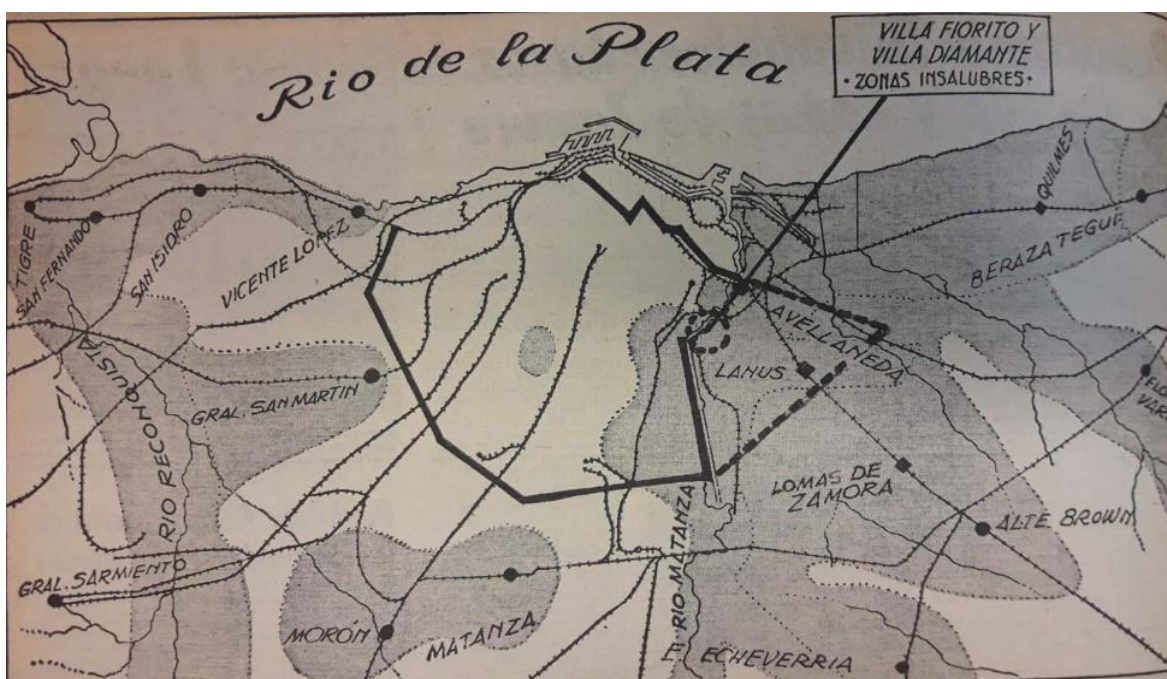 Rio de la Plata
VILLA FIORITO Y
VILLA DIAMANTE
· ZONAS INSALUBRES ·
TIGRE
SAN FERNANDO
SAN ISIDRO
VICENTE LOPEZ
QUILMES
BERAZATEGUI
AVELLANEDA
LANUS
GRAL. SAN MARTIN
RIO RECONQUISTA
LOMAS DE
ZAMORA
ALTE BROWN
GRAL. SARMIENTO
MORÓN
MATANZA
RIO MATANZA
E. ECHEVERRIA